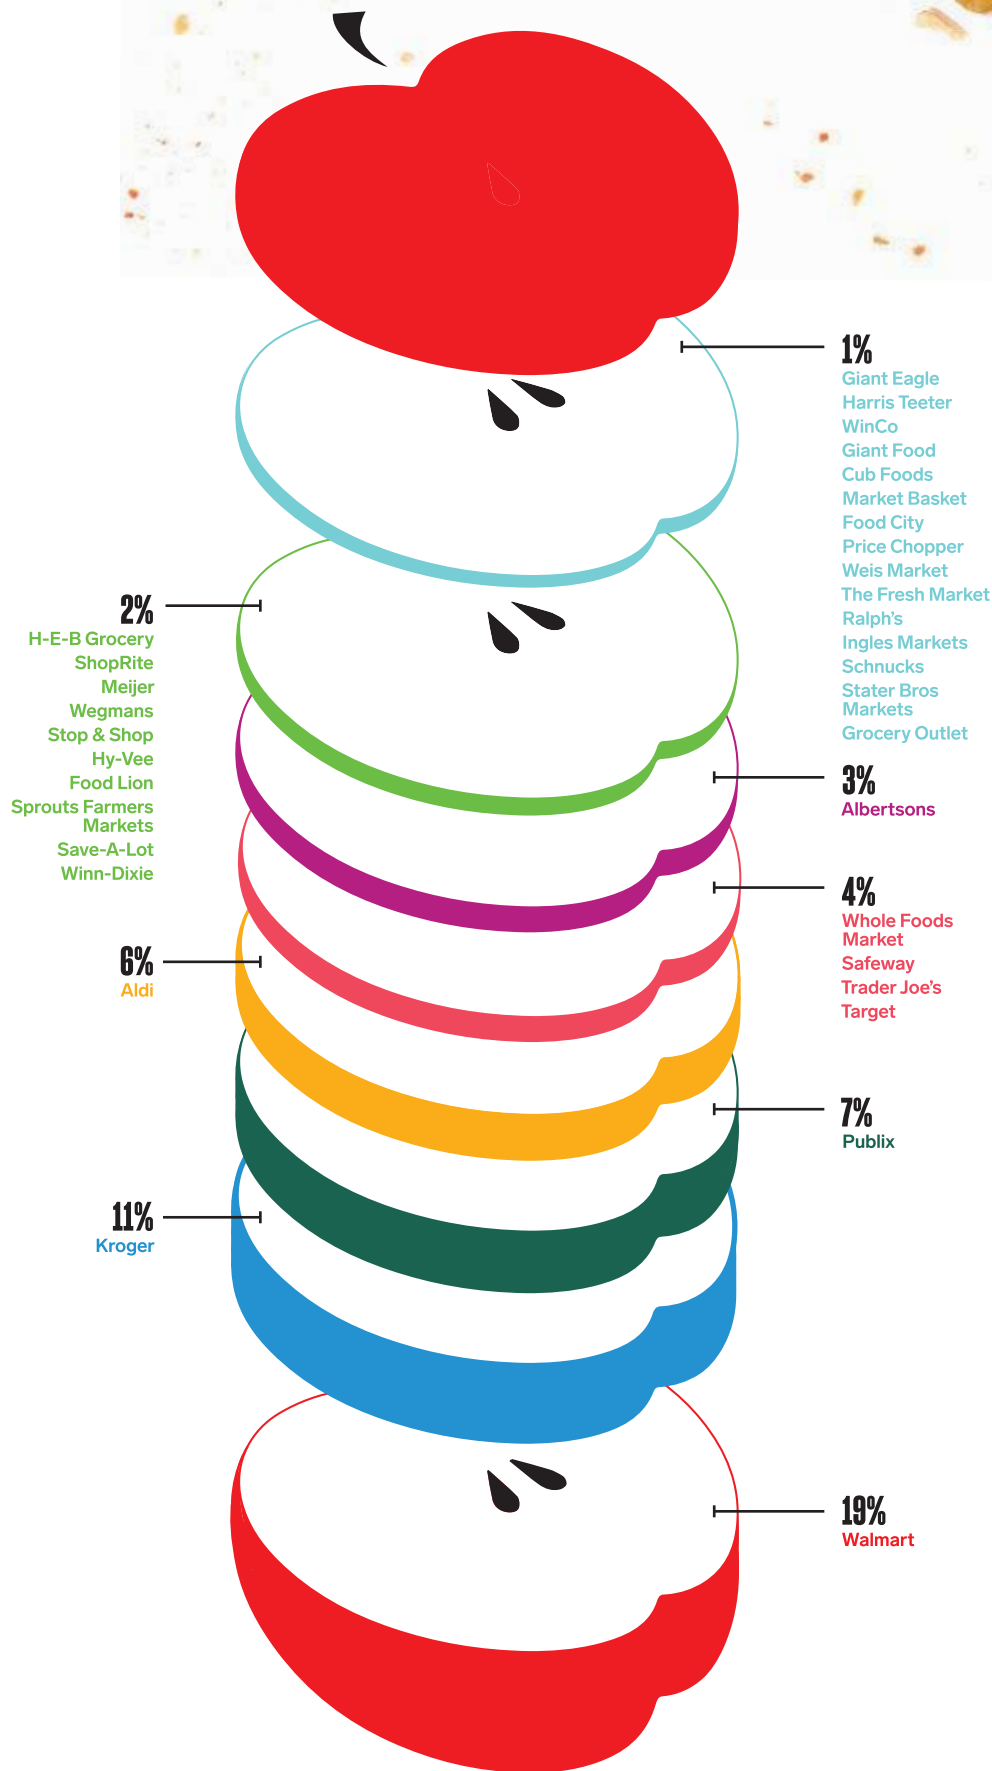 1%
Giant Eagle
Harris Teeter
WinCo
Giant Food
Cub Foods
Market Basket
Food City
Price Chopper
Weis Market
The Fresh Market
Ralph's
Ingles Markets
Schnucks
Stater Bros
Markets
Grocery Outlet
2%
H-E-B Grocery
ShopRite
Meijer
Wegmans
Stop & Shop
Hy-Vee
Food Lion
Sprouts Farmers
Markets
Save-A-Lot
Winn-Dixie
3%
Albertsons
4%
Whole Foods
Market
Safeway
Trader Joe's
Target
6%
Aldi
7%
Publix
11%
Kroger
19%
Walmart